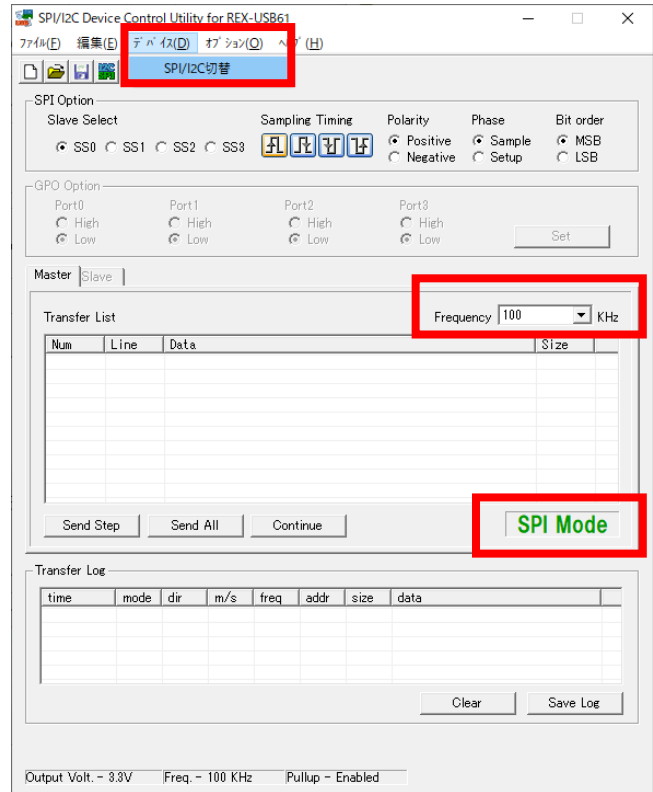 SPI/I2C Device Control Utility for REX-USB61
ﾌｧｲﾙ(F) 編集(E) ﾃﾞﾊﾞｲｽ(D) ｵﾌﾟｼｮﾝ(O) ﾍﾙﾌﾟ(H)
SPI/I2C切替
SPI Option
Slave Select Sampling Timing Polarity Phase Bit order
SS0 SS1 SS2 SS3 Positive Sample MSB
Negative Setup LSB
GPO Option
Port0 Port1 Port2 Port3
High High High High
Low Low Low Low Set
Master Slave
Transfer List Frequency 100 KHz
Num Line Data Size
Send Step Send All Continue SPI Mode
Transfer Log
time mode dir m/s freq addr size data
Clear Save Log
Output Volt. - 3.3V Freq. - 100 KHz Pullup - Enabled